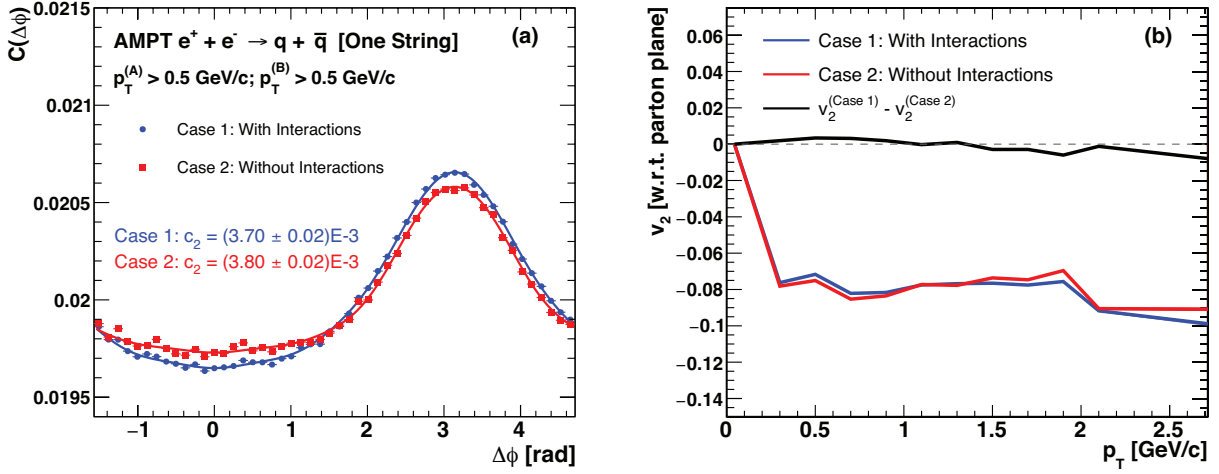 C(Δϕ)
0.0215
0.021
0.0205
0.02
0.0195
AMPT e⁺ + e⁻ → q + q̅ [One String]
(a)
p_T^(A) > 0.5 GeV/c; p_T^(B) > 0.5 GeV/c
Case 1: With Interactions
Case 2: Without Interactions
Case 1: c₂ = (3.70 ± 0.02)E-3
Case 2: c₂ = (3.80 ± 0.02)E-3
−1 0 1 2 3 4
Δϕ [rad]
v₂ [w.r.t. parton plane]
0.06
0.04
0.02
0
−0.02
−0.04
−0.06
−0.08
−0.1
−0.12
−0.14
Case 1: With Interactions
(b)
Case 2: Without Interactions
v₂^(Case 1) - v₂^(Case 2)
0 0.5 1 1.5 2 2.5
p_T [GeV/c]